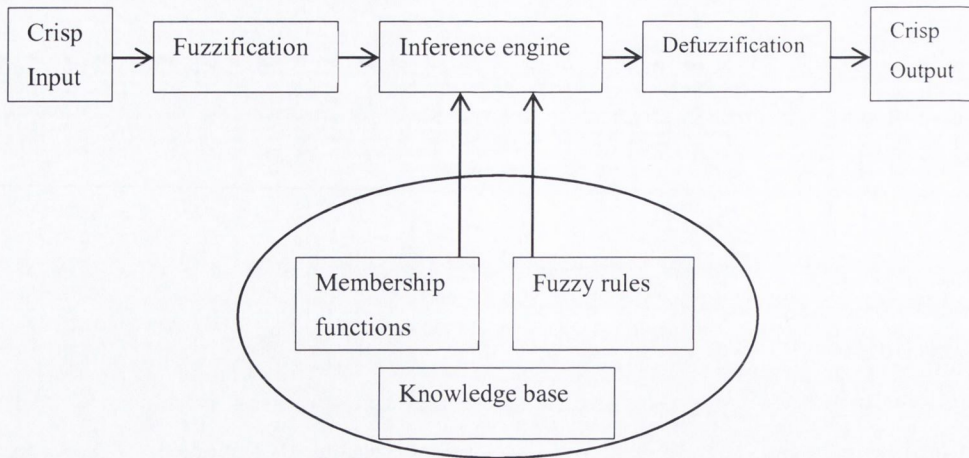 Crisp
Input
Fuzzification
Inference engine
Defuzzification
Crisp
Output
Membership
functions
Fuzzy rules
Knowledge base